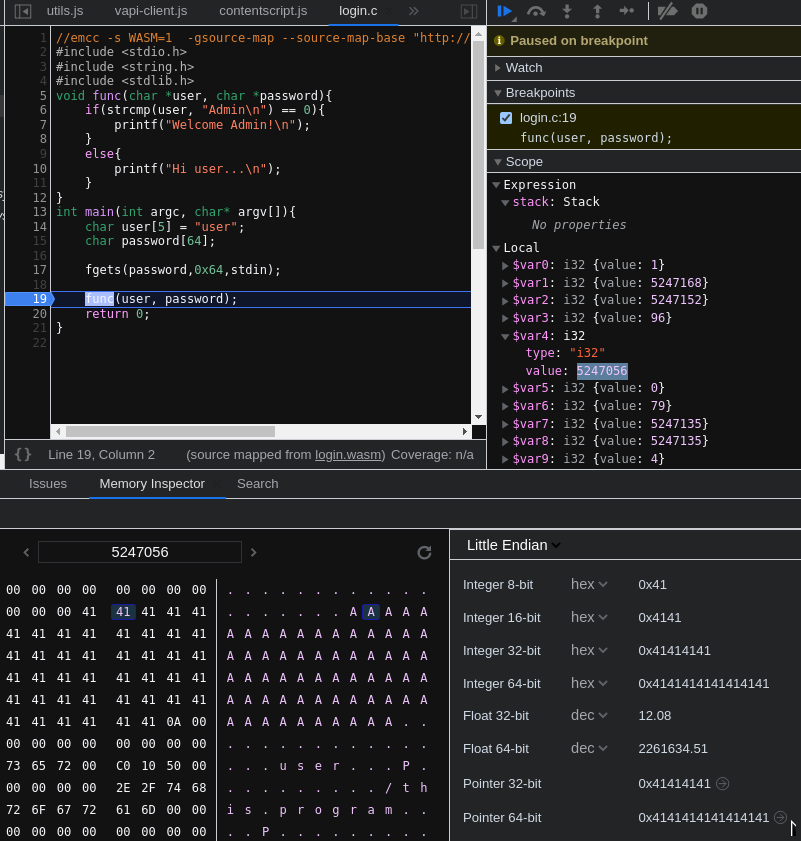 utils.js vapi-client.js contentscript.js login.c »
1 //emcc -s WASM=1 -gsource-map --source-map-base "http://
2 #include <stdio.h>
3 #include <string.h>
4 #include <stdlib.h>
5 void func(char *user, char *password){
6 if(strcmp(user, "Admin\n") == 0){
7 printf("Welcome Admin!\n");
8 }
9 else{
10 printf("Hi user...\n");
11 }
12 }
13 int main(int argc, char* argv[]){
14 char user[5] = "user";
15 char password[64];
16
17 fgets(password,0x64,stdin);
18
19 func(user, password);
20 return 0;
21 }
22
{} Line 19, Column 2 (source mapped from login.wasm) Coverage: n/a
Paused on breakpoint
Watch
Breakpoints
login.c:19
func(user, password);
Scope
Expression
stack: Stack
No properties
Local
$var0: i32 {value: 1}
$var1: i32 {value: 5247168}
$var2: i32 {value: 5247152}
$var3: i32 {value: 96}
$var4: i32
type: "i32"
value: 5247056
$var5: i32 {value: 0}
$var6: i32 {value: 79}
$var7: i32 {value: 5247135}
$var8: i32 {value: 5247135}
$var9: i32 {value: 4}
Issues Memory Inspector Search
5247056
00 00 00 00 00 00 00 00 . . . . . . . . . . . .
00 00 00 41 41 41 41 41 . . . . . . . A A A A A
41 41 41 41 41 41 41 41 A A A A A A A A A A A A
41 41 41 41 41 41 41 41 A A A A A A A A A A A A
41 41 41 41 41 41 41 41 A A A A A A A A A A A A
41 41 41 41 41 41 41 41 A A A A A A A A A A A A
41 41 41 41 41 41 0A 00 A A A A A A A A A A . .
00 00 00 00 00 00 00 00 . . . . . . . . . . . .
73 65 72 00 C0 10 50 00 . . . u s e r . . . P .
00 00 00 00 2E 2F 74 68 . . . . . . . . . / t h
72 6F 67 72 61 6D 00 00 i s . p r o g r a m . .
00 00 00 00 00 00 00 00 . . P . . . . . . . . .
Little Endian
Integer 8-bit hex 0x41
Integer 16-bit hex 0x4141
Integer 32-bit hex 0x41414141
Integer 64-bit hex 0x4141414141414141
Float 32-bit dec 12.08
Float 64-bit dec 2261634.51
Pointer 32-bit 0x41414141
Pointer 64-bit 0x4141414141414141